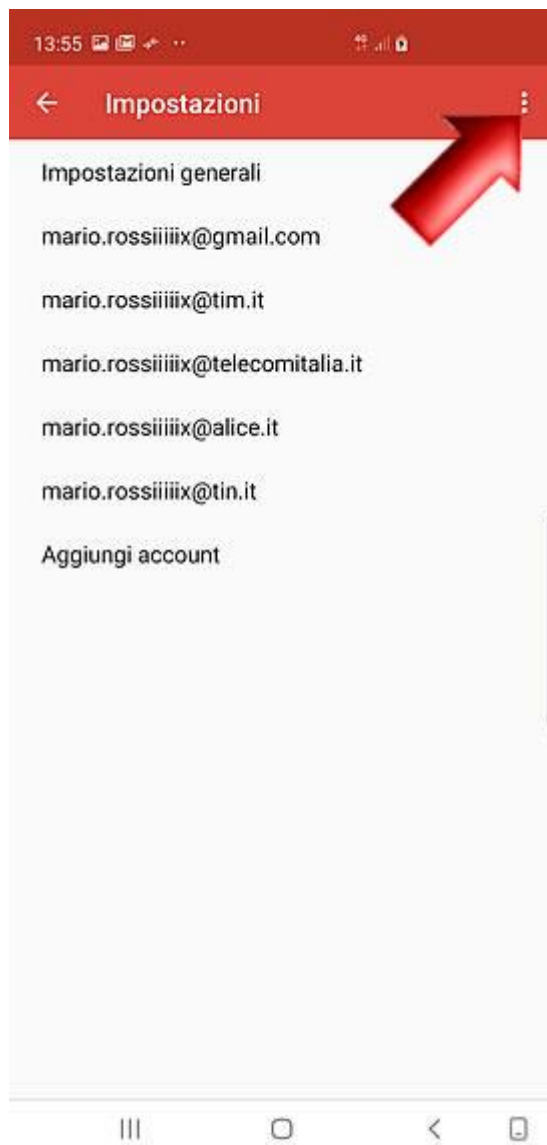 13:55
Impostazioni
Impostazioni generali
mario.rossiiiiix@gmail.com
mario.rossiiiiix@tim.it
mario.rossiiiiix@telecomitalia.it
mario.rossiiiiix@alice.it
mario.rossiiiiix@tin.it
Aggiungi account